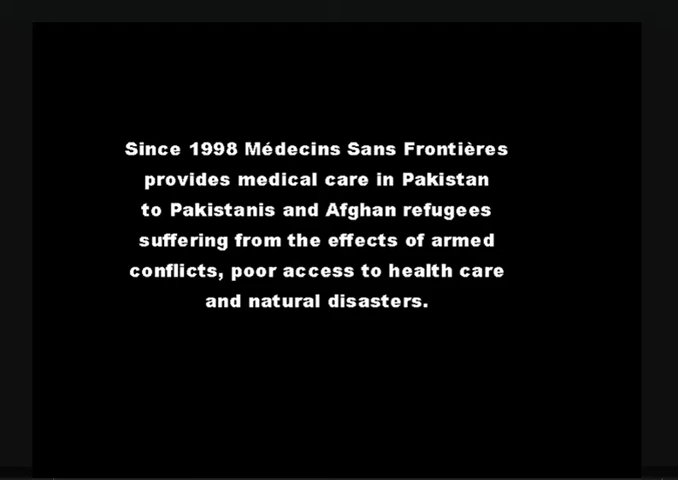 Since 1998 Médecins Sans Frontières
provides medical care in Pakistan
to Pakistanis and Afghan refugees
suffering from the effects of armed
conflicts, poor access to health care
and natural disasters.